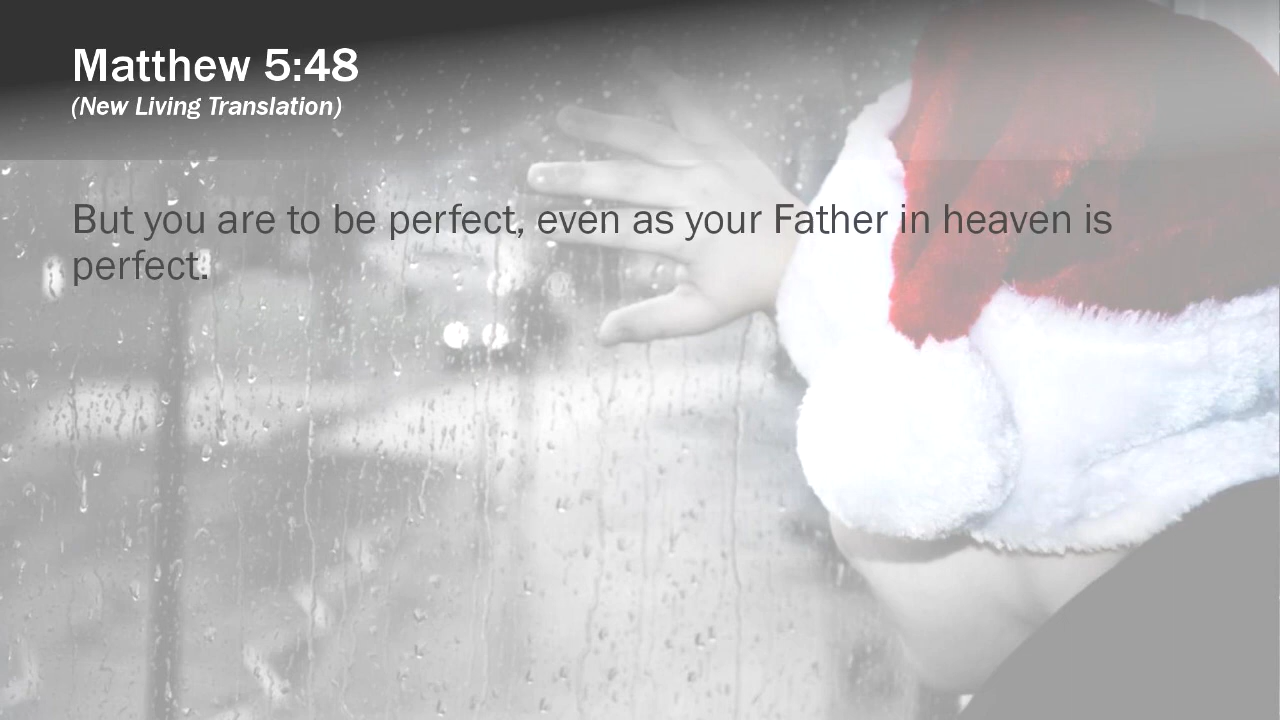 Matthew 5:48
(New Living Translation)
But you are to be perfect, even as your Father in heaven is
perfect.